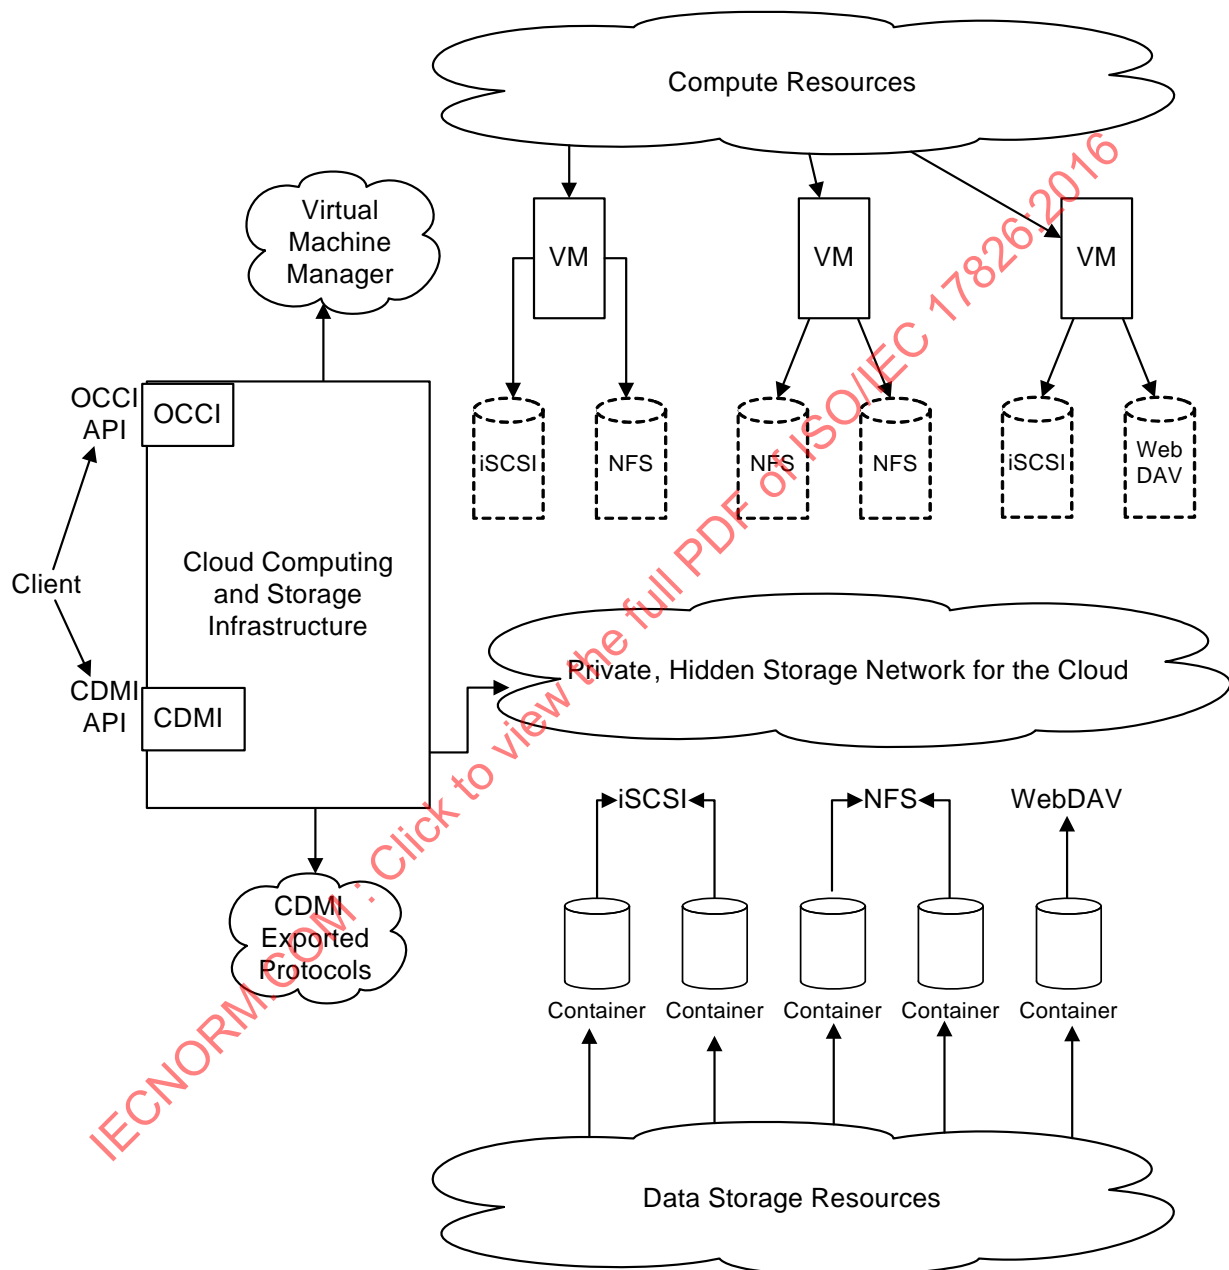 Compute Resources
Virtual
Machine
Manager
VM
VM
VM
OCCI
API
OCCI
iSCSI
NFS
NFS
NFS
iSCSI
Web
DAV
Client
Cloud Computing
and Storage
Infrastructure
CDMI
API
CDMI
Private, Hidden Storage Network for the Cloud
iSCSI
NFS
WebDAV
CDMI
Exported
Protocols
Container
Container
Container
Container
Container
Data Storage Resources
IECNORM.COM : Click to view the full PDF of ISO/IEC 17826:2016